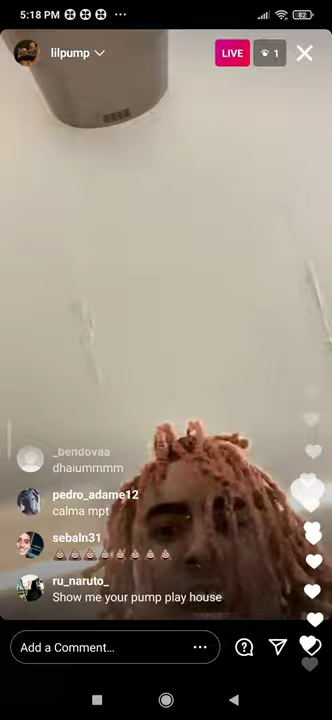 5:18 PM
82
lilpump
LIVE
1
_bendovaa
dhaiummmm
pedro_adame12
calma mpt
sebaln31
💩💩💩💩💩💩💩💩
ru_naruto_
Show me your pump play house
Add a Comment...